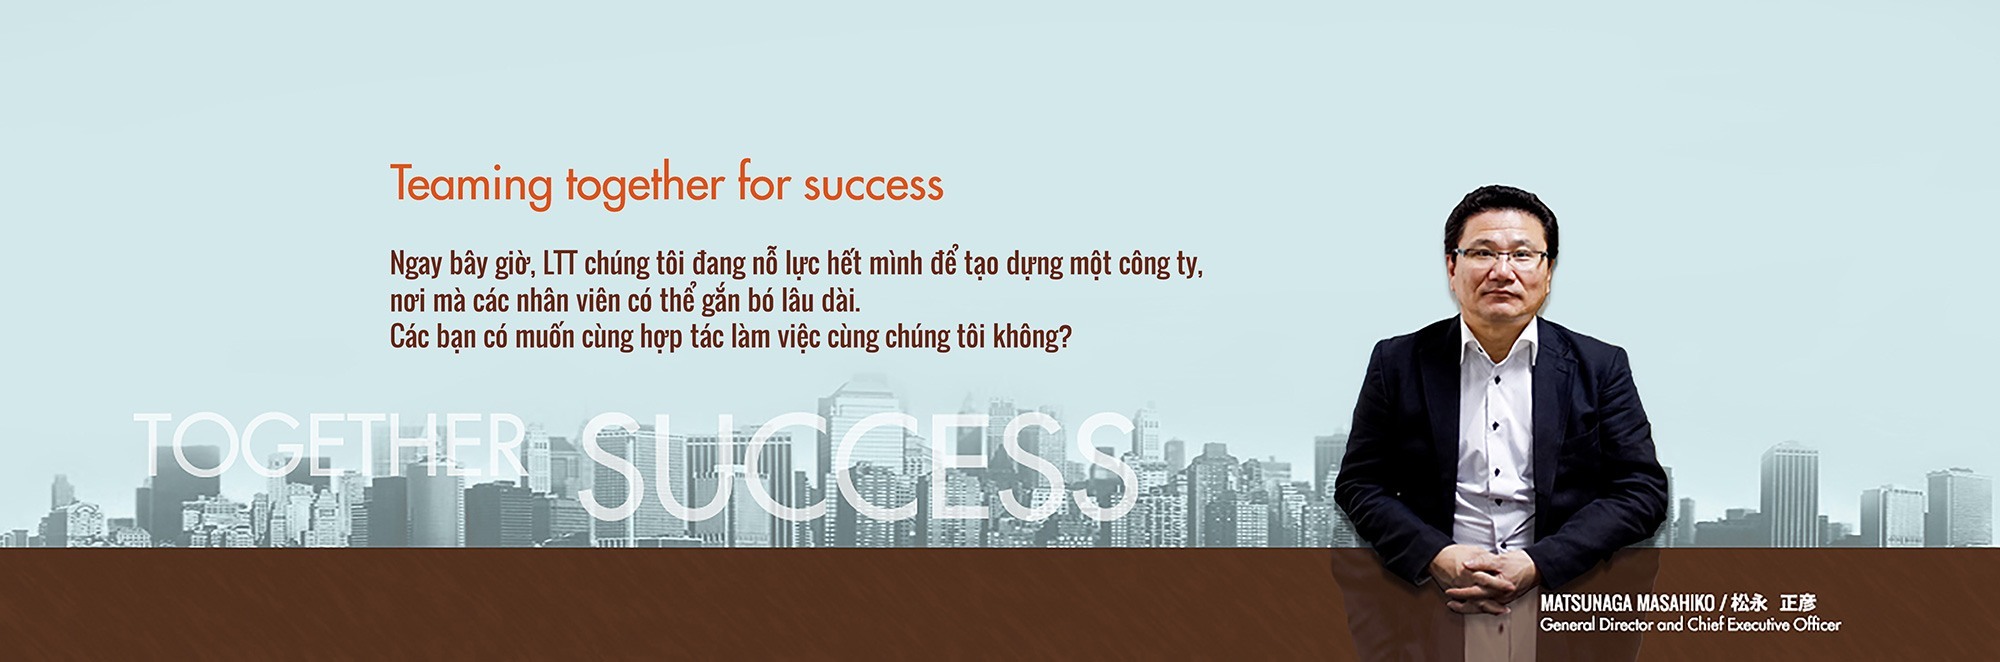 Teaming together for success
Ngay bây giờ, LTT chúng tôi đang nỗ lực hết mình để tạo dựng một công ty,
nơi mà các nhân viên có thể gắn bó lâu dài.
Các bạn có muốn cùng hợp tác làm việc cùng chúng tôi không?
TOGETHER SUCCESS
MATSUNAGA MASAHIKO / 松永 正彦
General Director and Chief Executive Officer